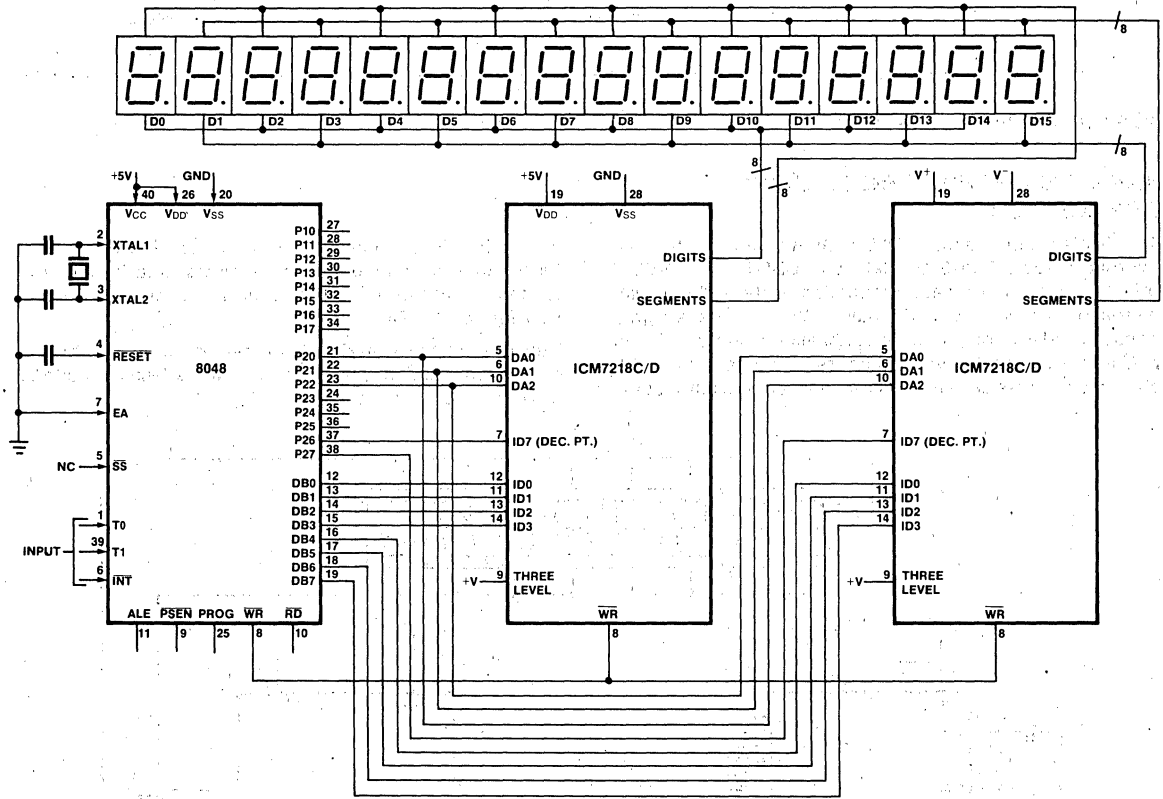 8
D0 D1 D2 D3 D4 D5 D6 D7 D8 D9 D10 D11 D12 D13 D14 D15
8
8
8
+5V GND
40 26 20
VCC VDD VSS
2 XTAL1
3 XTAL2
4 RESET
7 EA
NC 5 SS
INPUT
1 T0
39 T1
6 INT
8048
P10 27
P11 28
P12 29
P13 30
P14 31
P15 32
P16 33
P17 34
P20 21
P21 22
P22 23
P23 24
P24 35
P25 36
P26 37
P27 38
DB0 12
DB1 13
DB2 14
DB3 15
DB4 16
DB5 17
DB6 18
DB7 19
ALE PSEN PROG WR RD
11 9 25 8 10
+5V GND
19 28
VDD VSS
DIGITS
SEGMENTS
ICM7218C/D
5 DA0
6 DA1
10 DA2
7 ID7 (DEC. PT.)
12 ID0
11 ID1
13 ID2
14 ID3
+V 9 THREE
LEVEL
WR
8
V+ V−
19 28
DIGITS
SEGMENTS
ICM7218C/D
5 DA0
6 DA1
10 DA2
7 ID7 (DEC. PT.)
12 ID0
11 ID1
13 ID2
14 ID3
+V 9 THREE
LEVEL
WR
8